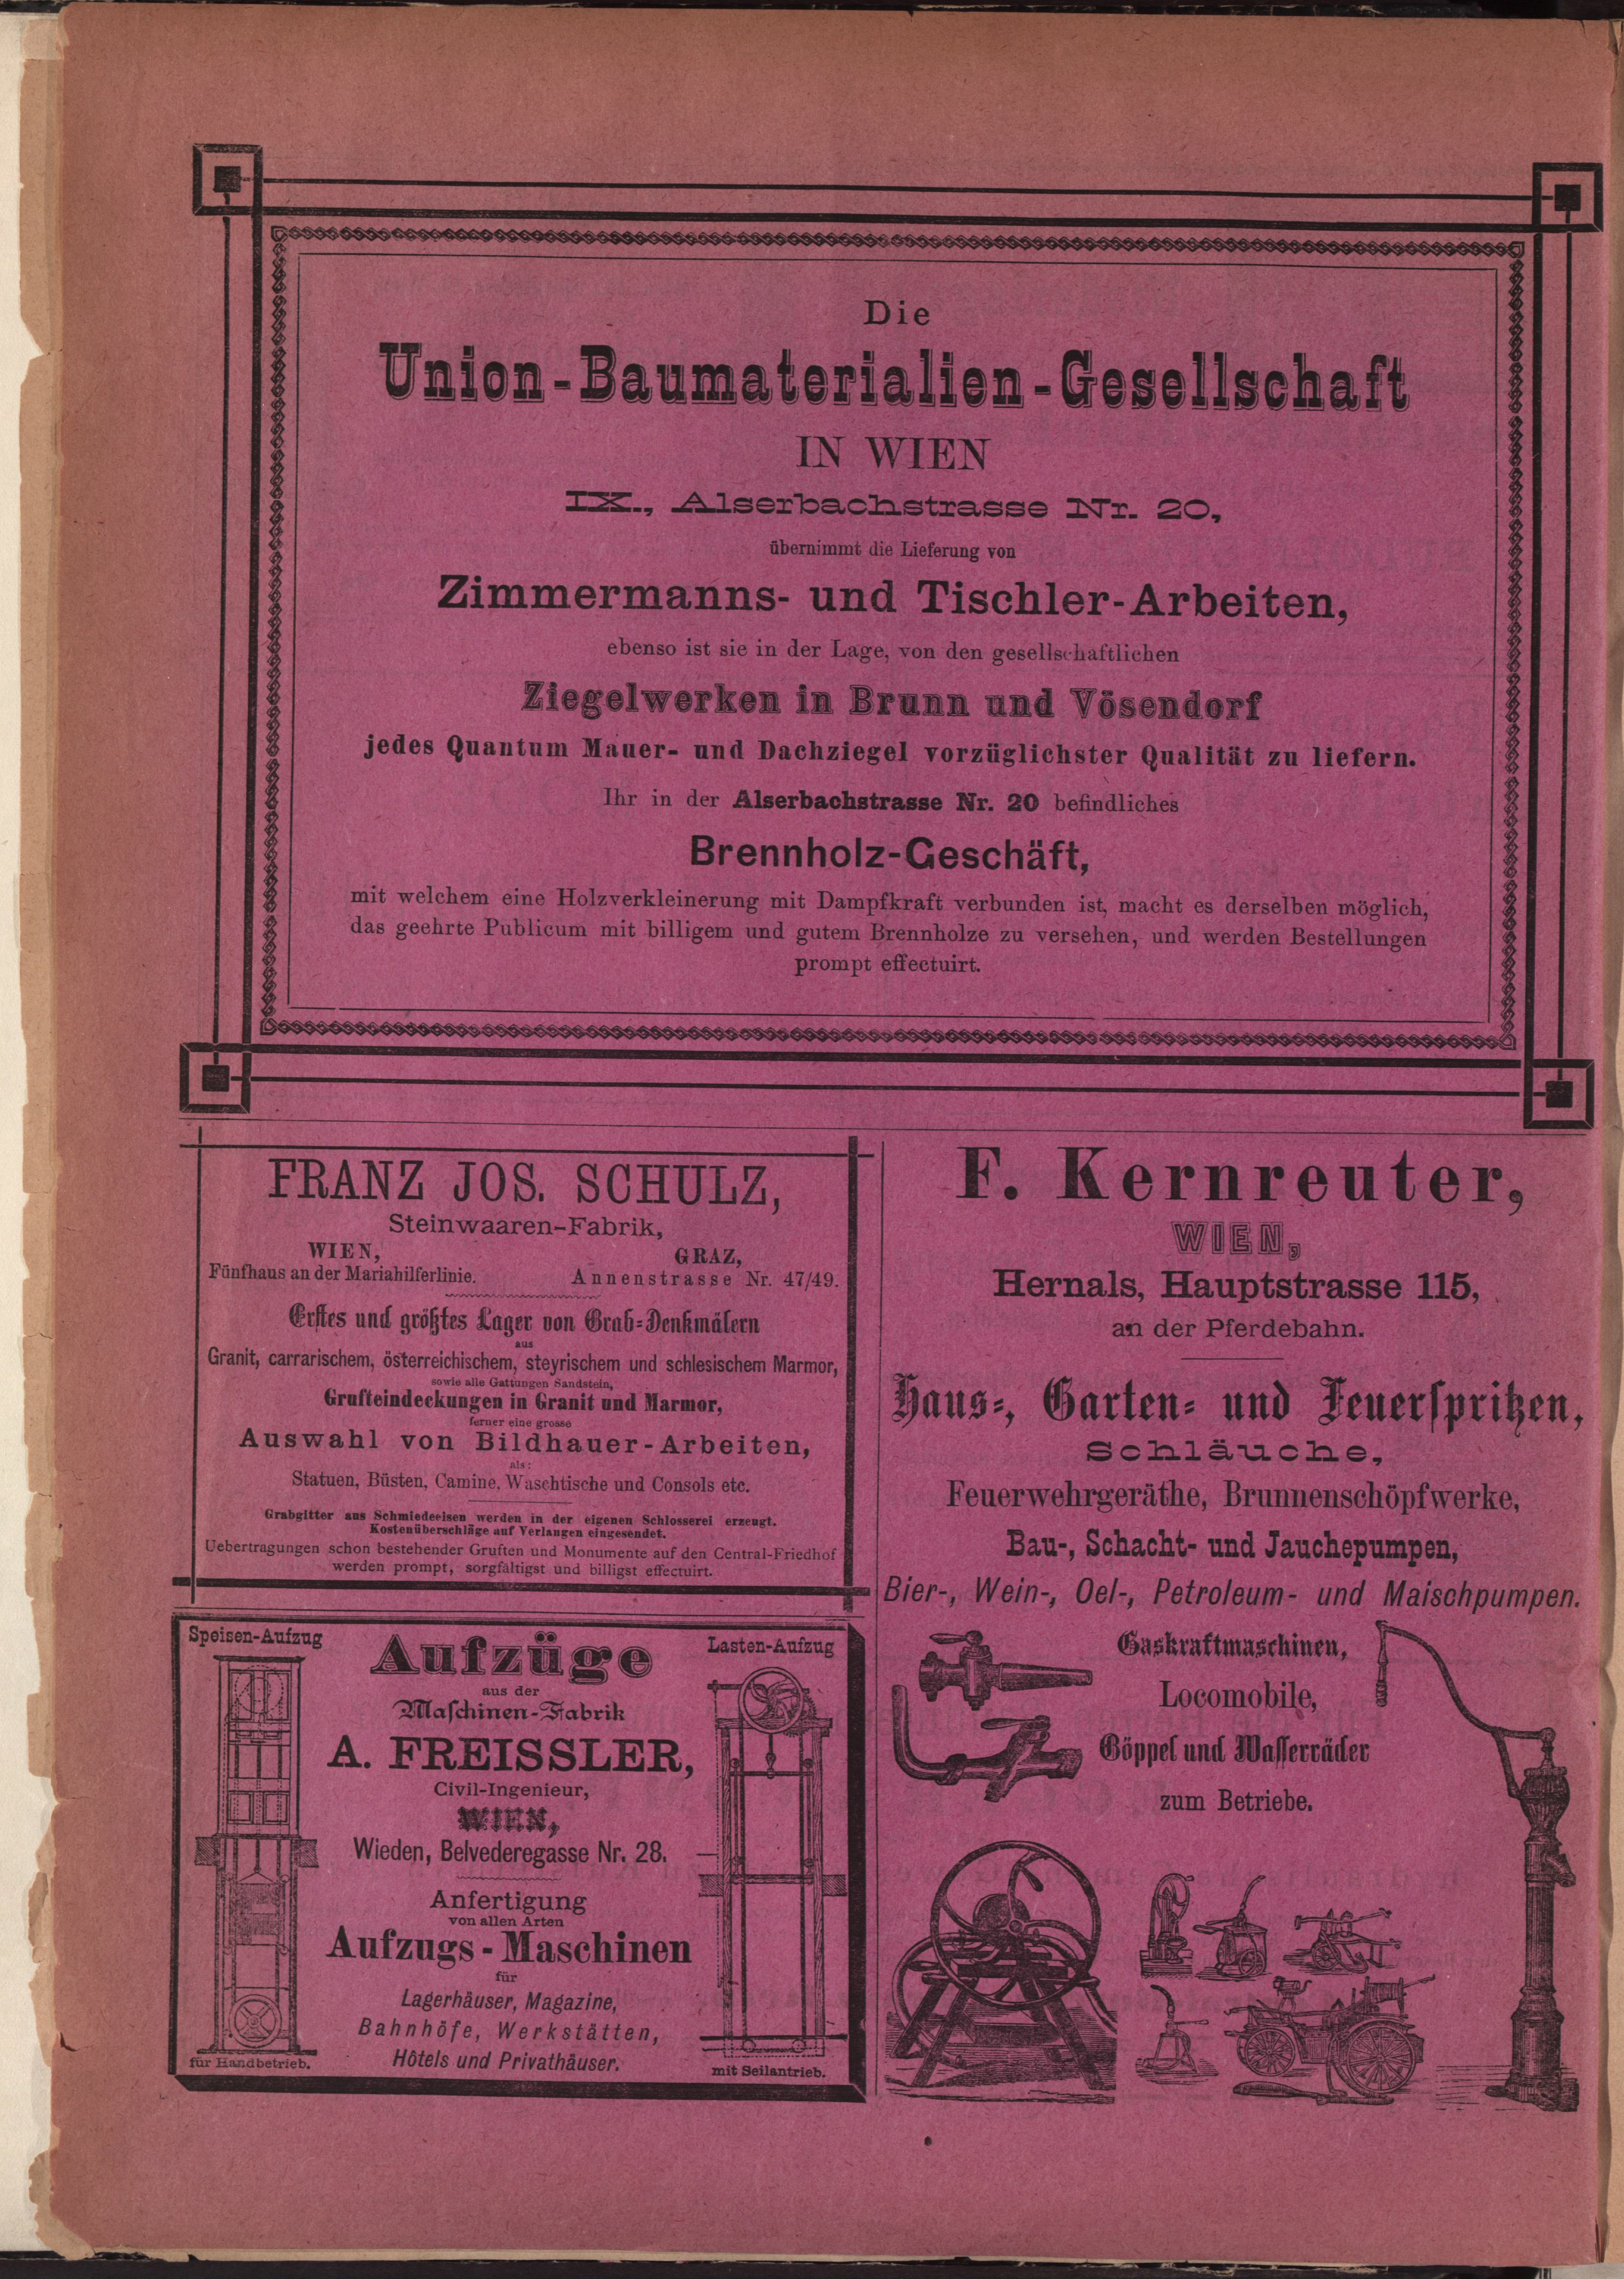 Die
Union-Baumaterialien-Gesellschaft
IN WIEN
IX., Alserbachstrasse Nr. 20,
übernimmt die Lieferung von
Zimmermanns- und Tischler-Arbeiten,
ebenso ist sie in der Lage, von den gesellschaftlichen
Ziegelwerken in Brunn und Vösendorf
jedes Quantum Mauer- und Dachziegel vorzüglichster Qualität zu liefern.
Ihr in der Alserbachstrasse Nr. 20 befindliches
Brennholz-Geschäft,
mit welchem eine Holzverkleinerung mit Dampfkraft verbunden ist, macht es derselben möglich,
das geehrte Publicum mit billigem und gutem Brennholze zu versehen, und werden Bestellungen
prompt effectuirt.
FRANZ JOS. SCHULZ,
Steinwaaren-Fabrik,
WIEN, GRAZ,
Fünfhaus an der Mariahilferlinie. Annenstrasse Nr. 47/49.
Erstes und größtes Lager von Grab-Denkmälern
aus
Granit, carrarischem, österreichischem, steyrischem und schlesischem Marmor,
sowie alle Gattungen Sandstein,
Grufteindeckungen in Granit und Marmor,
ferner eine grosse
Auswahl von Bildhauer-Arbeiten,
als:
Statuen, Büsten, Camine, Waschtische und Consols etc.
Grabgitter aus Schmiedeeisen werden in der eigenen Schlosserei erzeugt.
Kostenüberschläge auf Verlangen eingesendet.
Uebertragungen schon bestehender Gruften und Monumente auf den Central-Friedhof
werden prompt, sorgfältigst und billigst effectuirt.
Speisen-Aufzug
Aufzüge
Lasten-Aufzug
aus der
Maschinen-Fabrik
A. FREISSLER,
Civil-Ingenieur,
WIEN,
Wieden, Belvederegasse Nr. 28.
Anfertigung
von allen Arten
Aufzugs-Maschinen
für
Lagerhäuser, Magazine,
Bahnhöfe, Werkstätten,
Hôtels und Privathäuser.
für Handbetrieb.
mit Seilantrieb.
F. Kernreuter,
WIEN,
Hernals, Hauptstrasse 115,
an der Pferdebahn.
Haus-, Garten- und Feuerspritzen,
Schläuche,
Feuerwehrgeräthe, Brunnenschöpfwerke,
Bau-, Schacht- und Jauchepumpen,
Bier-, Wein-, Oel-, Petroleum- und Maischpumpen.
Gaskraftmaschinen,
Locomobile,
Göppel und Wasserräder
zum Betriebe.